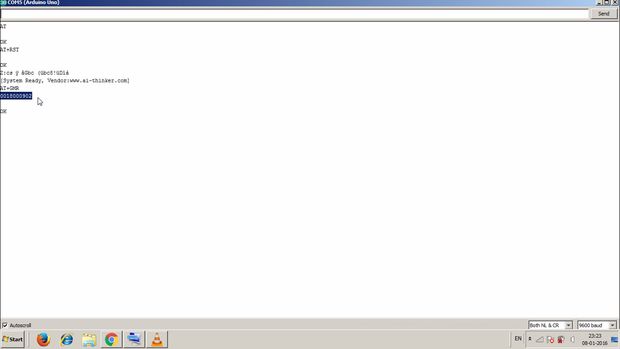 COM5 (Arduino Uno)
Send
AT
OK
AT+RST
OK
[System Ready, Vendor:www.ai-thinker.com]
AT+GMR
0018000902
OK
Autoscroll
Both NL & CR
9600 baud
Start
EN
23:23
08-01-2016